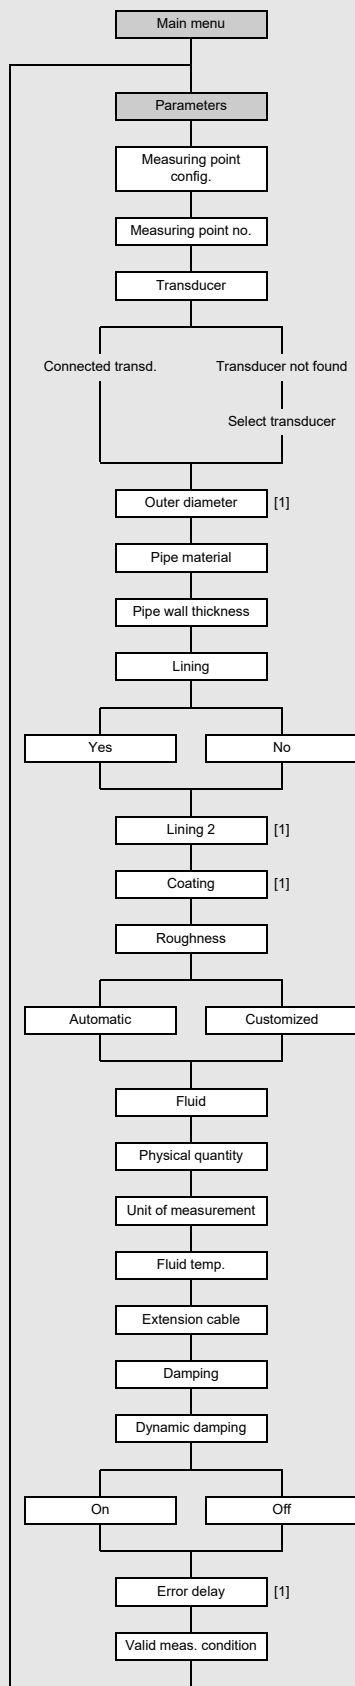 Main menu
Parameters
Measuring point
config.
Measuring point no.
Transducer
Connected transd.
Transducer not found
Select transducer
Outer diameter [1]
Pipe material
Pipe wall thickness
Lining
Yes
No
Lining 2 [1]
Coating [1]
Roughness
Automatic
Customized
Fluid
Physical quantity
Unit of measurement
Fluid temp.
Extension cable
Damping
Dynamic damping
On
Off
Error delay [1]
Valid meas. condition